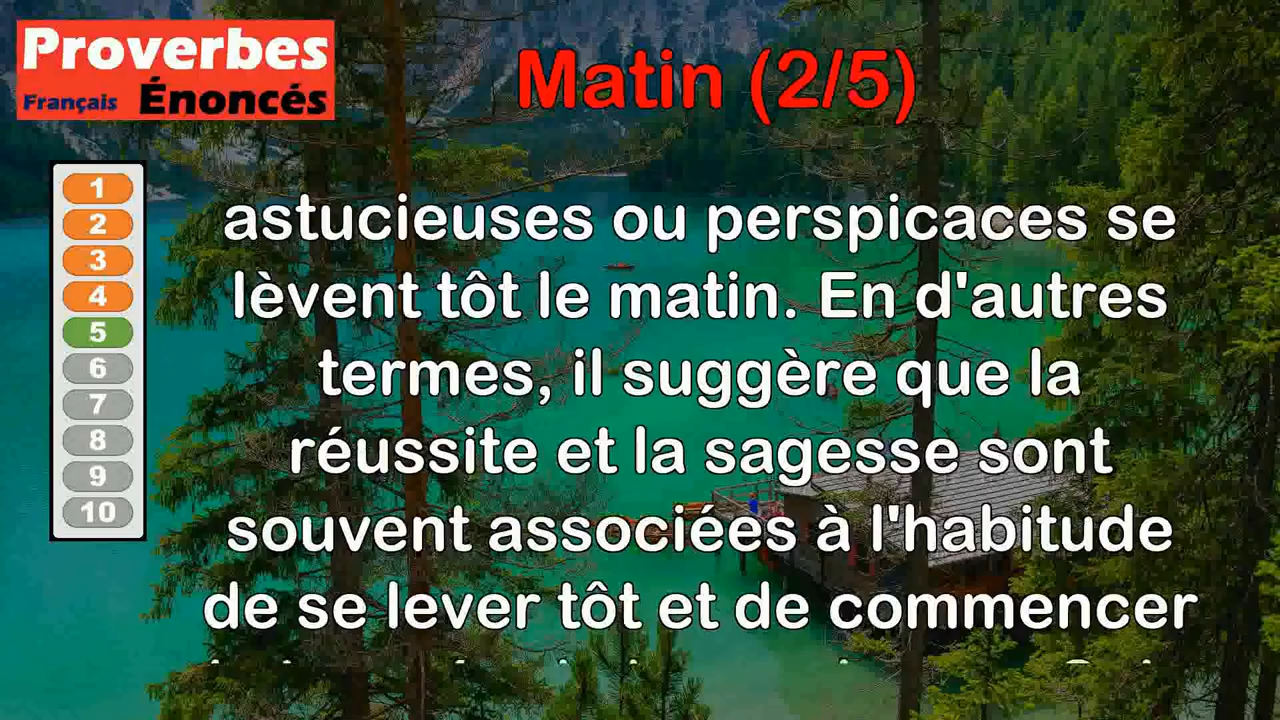 Proverbes
Français Énoncés
Matin (2/5)
1
2
3
4
5
6
7
8
9
10
astucieuses ou perspicaces se
lèvent tôt le matin. En d'autres
termes, il suggère que la
réussite et la sagesse sont
souvent associées à l'habitude
de se lever tôt et de commencer